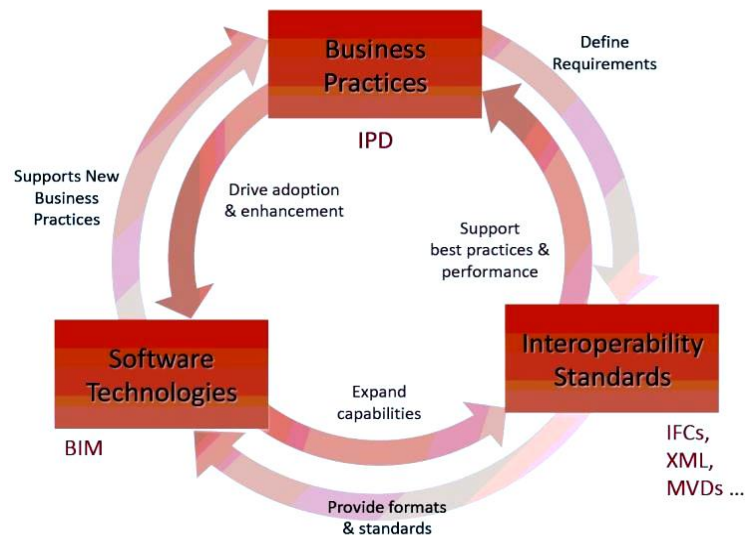 Business
Practices
IPD
Define
Requirements
Supports New
Business
Practices
Drive adoption
& enhancement
Support
best practices &
performance
Software
Technologies
BIM
Interoperability
Standards
IFCs,
XML,
MVDs ...
Expand
capabilities
Provide formats
& standards